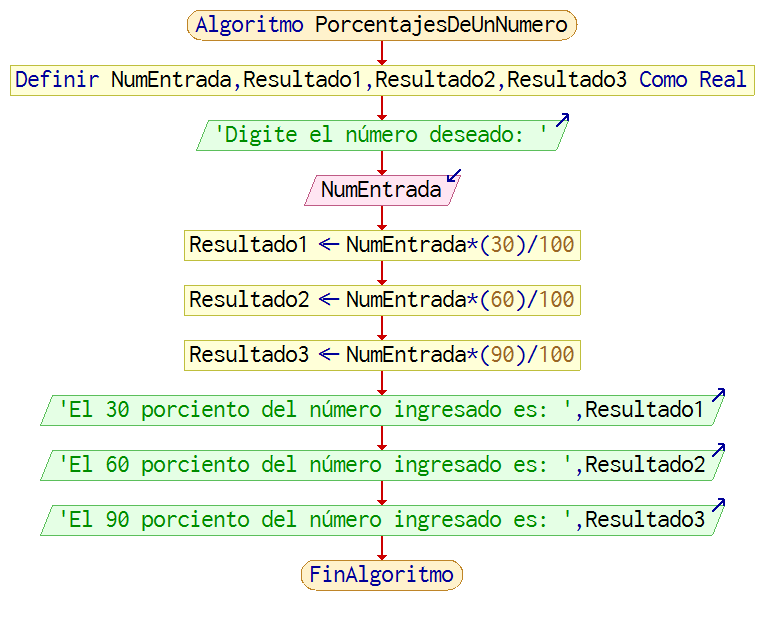 Algoritmo PorcentajesDeUnNumero
Definir NumEntrada,Resultado1,Resultado2,Resultado3 Como Real
'Digite el número deseado: '
NumEntrada
Resultado1 ← NumEntrada*(30)/100
Resultado2 ← NumEntrada*(60)/100
Resultado3 ← NumEntrada*(90)/100
'El 30 porciento del número ingresado es: ',Resultado1
'El 60 porciento del número ingresado es: ',Resultado2
'El 90 porciento del número ingresado es: ',Resultado3
FinAlgoritmo